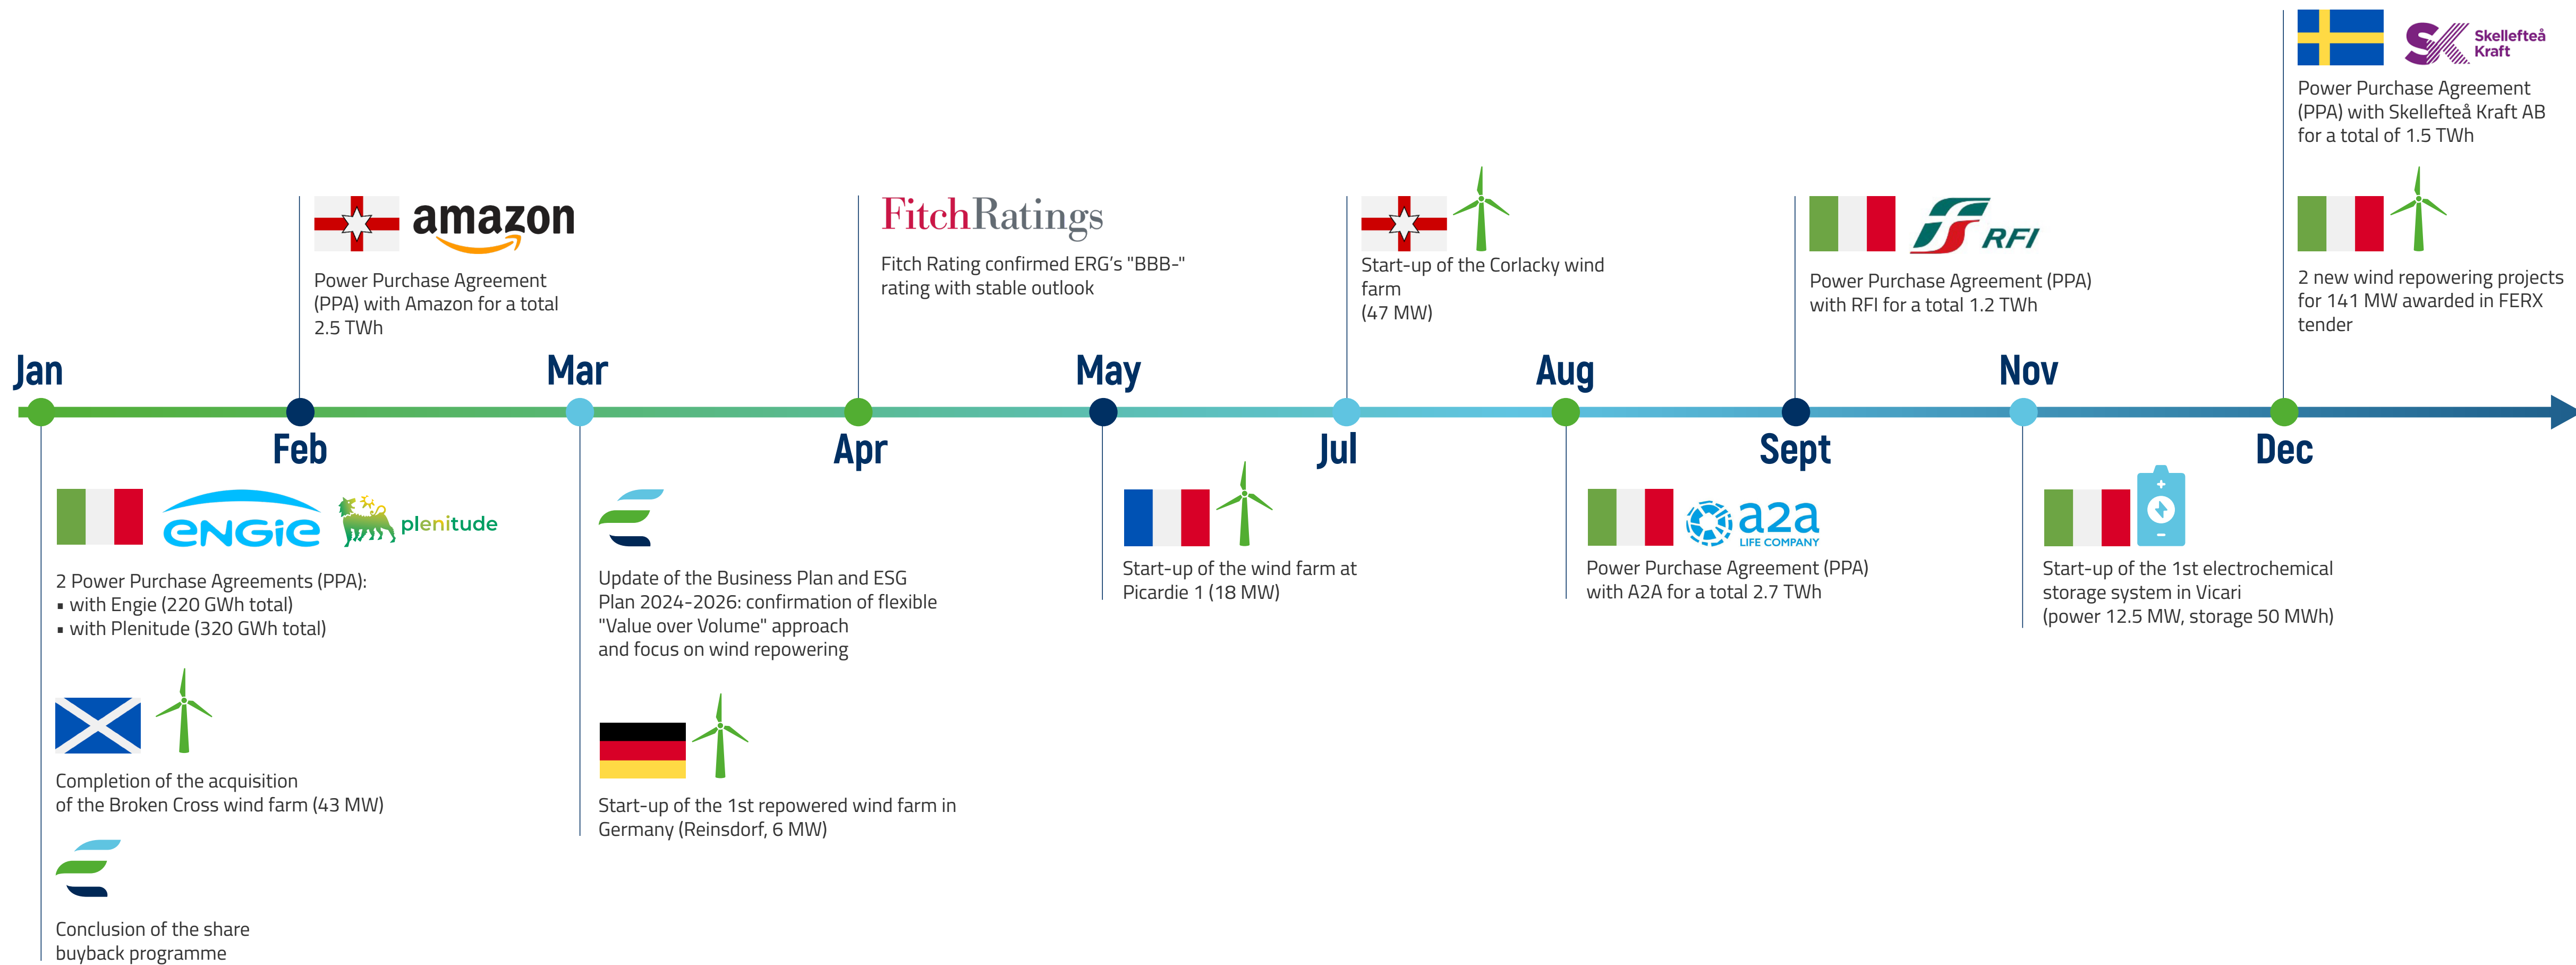 Jan
ENGIE
plenitude
2 Power Purchase Agreements (PPA):
▪ with Engie (220 GWh total)
▪ with Plenitude (320 GWh total)
Completion of the acquisition
of the Broken Cross wind farm (43 MW)
Conclusion of the share
buyback programme
Feb
amazon
Power Purchase Agreement
(PPA) with Amazon for a total
2.5 TWh
Mar
Update of the Business Plan and ESG
Plan 2024-2026: confirmation of flexible
"Value over Volume" approach
and focus on wind repowering
Start-up of the 1st repowered wind farm in
Germany (Reinsdorf, 6 MW)
Apr
FitchRatings
Fitch Rating confirmed ERG’s "BBB-"
rating with stable outlook
May
Start-up of the wind farm at
Picardie 1 (18 MW)
Jul
Start-up of the Corlacky wind
farm
(47 MW)
Aug
a2a
LIFE COMPANY
Power Purchase Agreement (PPA)
with A2A for a total 2.7 TWh
Sept
RFI
Power Purchase Agreement (PPA)
with RFI for a total 1.2 TWh
Nov
Start-up of the 1st electrochemical
storage system in Vicari
(power 12.5 MW, storage 50 MWh)
Dec
SK Skellefteå
Kraft
Power Purchase Agreement
(PPA) with Skellefteå Kraft AB
for a total of 1.5 TWh
2 new wind repowering projects
for 141 MW awarded in FERX
tender